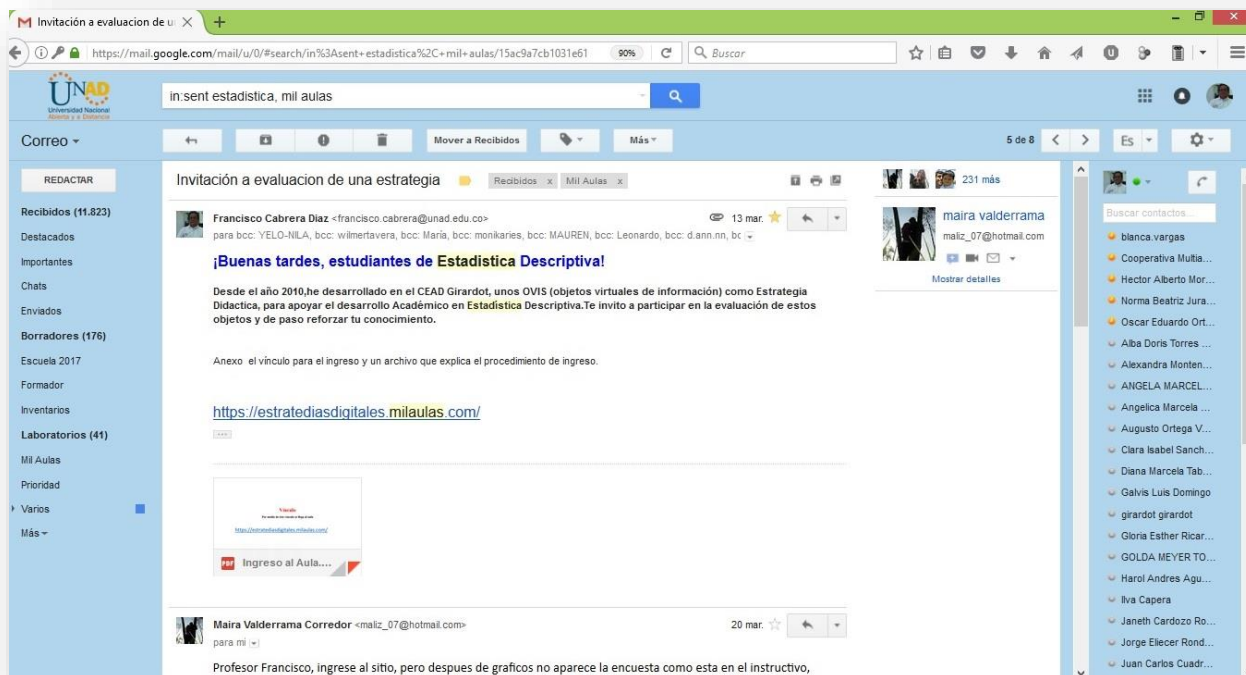 Invitación a evaluacion de u
https://mail.google.com/mail/u/0/#search/in%3Asent+estadistica%2C+mil+aulas/15ac9a7cb1031e61
90%
Buscar
UNAD
Universidad Nacional
Abierta y a Distancia
in:sent estadistica, mil aulas
Correo
Mover a Recibidos
Más
5 de 8
Es
REDACTAR
Recibidos (11.823)
Destacados
Importantes
Chats
Enviados
Borradores (176)
Escuela 2017
Formador
Inventarios
Laboratorios (41)
Mil Aulas
Prioridad
Varios
Más
Invitación a evaluacion de una estrategia
Recibidos x
Mil Aulas x
Francisco Cabrera Diaz <francisco.cabrera@unad.edu.co>
13 mar.
para bcc: YELO-NILA, bcc: wilmertavera, bcc: María, bcc: monikaries, bcc: MAUREN, bcc: Leonardo, bcc: d.ann.nn, bc
¡Buenas tardes, estudiantes de Estadistica Descriptiva!
Desde el año 2010,he desarrollado en el CEAD Girardot, unos OVIS (objetos virtuales de información) como Estrategia
Didactica, para apoyar el desarrollo Académico en Estadística Descriptiva.Te invito a participar en la evaluación de estos
objetos y de paso reforzar tu conocimiento.
Anexo el vínculo para el ingreso y un archivo que explica el procedimiento de ingreso.
https://estratediasdigitales.milaulas.com/
https://estratediasdigitales.milaulas.com/
PDF
Ingreso al Aula....
Maira Valderrama Corredor <maliz_07@hotmail.com>
20 mar.
para mi
Profesor Francisco, ingrese al sitio, pero despues de graficos no aparece la encuesta como esta en el instructivo,
231 más
maira valderrama
maliz_07@hotmail.com
Mostrar detalles
Buscar contactos...
blanca.vargas
Cooperativa Multia...
Hector Alberto Mor...
Norma Beatriz Jura...
Oscar Eduardo Ort...
Alba Doris Torres ...
Alexandra Monten...
ANGELA MARCEL...
Angelica Marcela ...
Augusto Ortega V...
Clara Isabel Sanch...
Diana Marcela Tab...
Galvis Luis Domingo
girardot girardot
Gloria Esther Ricar...
GOLDA MEYER TO...
Harol Andres Agu...
Ilva Capera
Janeth Cardozo Ro...
Jorge Eliecer Rond...
Juan Carlos Cuadr...